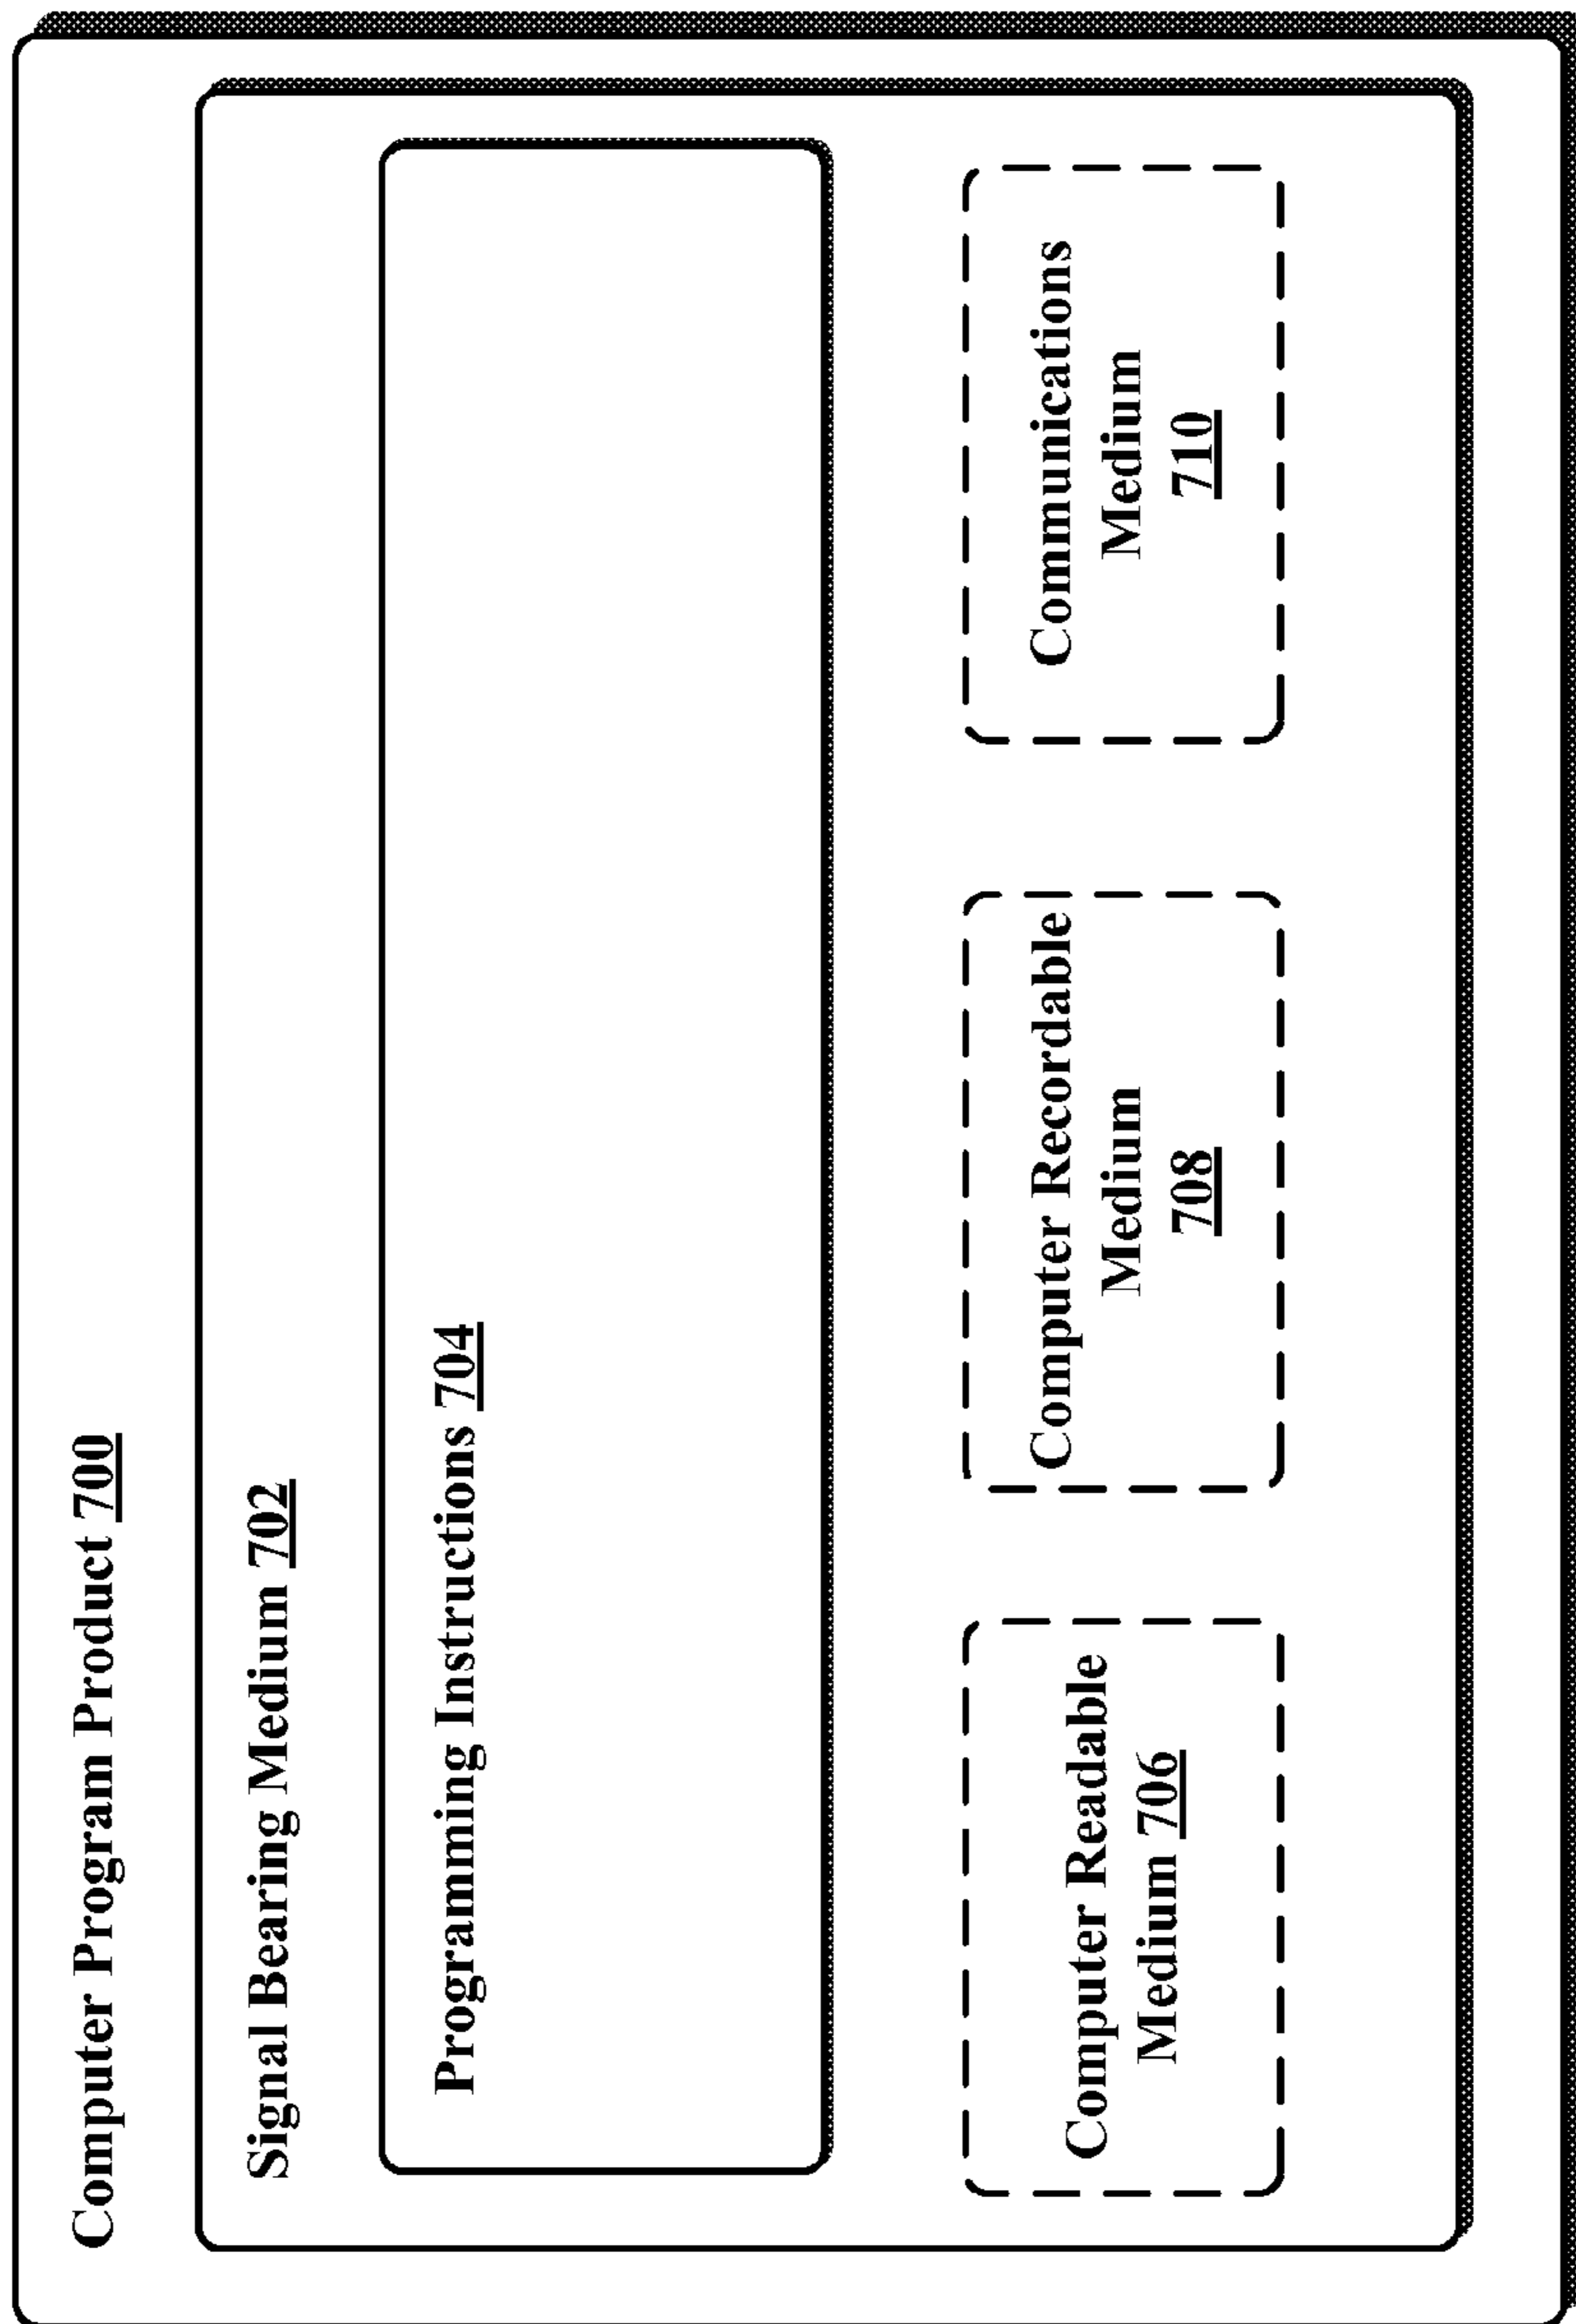 Computer Program Product 700
Signal Bearing Medium 702
Programming Instructions 704
Computer Readable
Medium 706
Computer Recordable
Medium
708
Communications
Medium
710